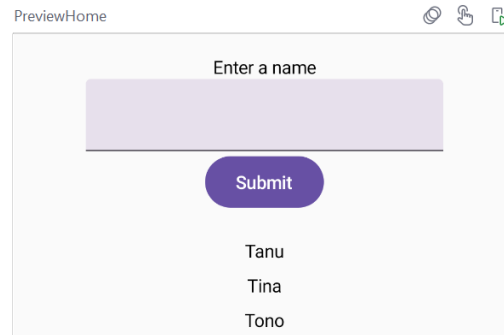 PreviewHome
Enter a name
Submit
Tanu
Tina
Tono